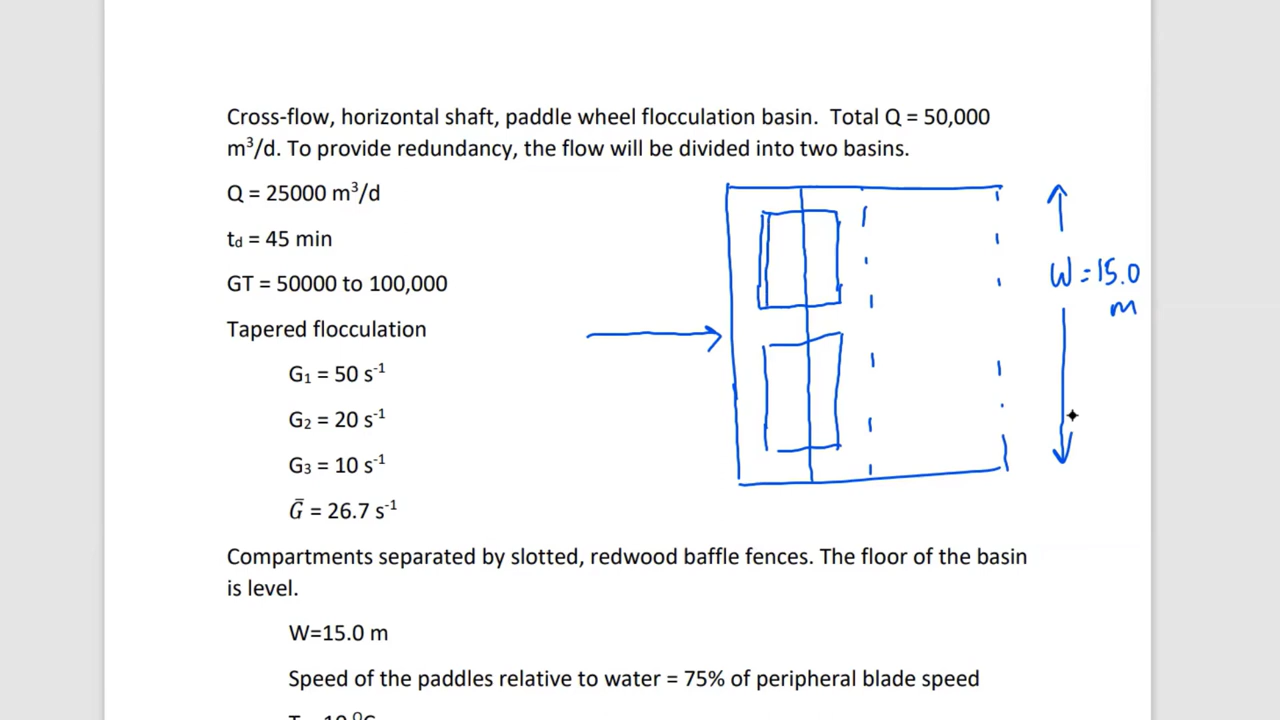 Cross-flow, horizontal shaft, paddle wheel flocculation basin.  Total Q = 50,000
m³/d. To provide redundancy, the flow will be divided into two basins.
Q = 25000 m³/d
td = 45 min
GT = 50000 to 100,000
W = 15.0
m
Tapered flocculation
G₁ = 50 s⁻¹
G₂ = 20 s⁻¹
G₃ = 10 s⁻¹
G̅ = 26.7 s⁻¹
Compartments separated by slotted, redwood baffle fences. The floor of the basin
is level.
W=15.0 m
Speed of the paddles relative to water = 75% of peripheral blade speed